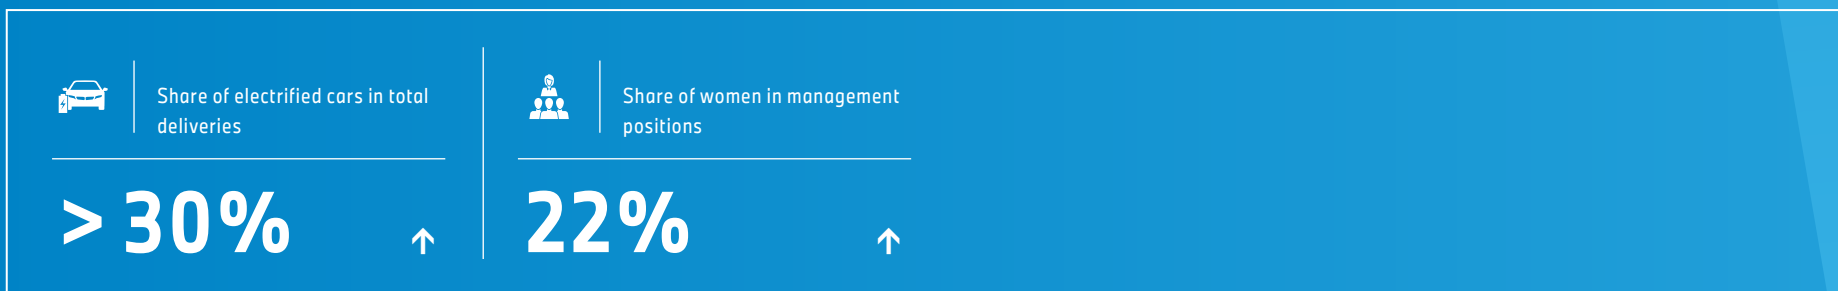 Share of electrified cars in total
deliveries
> 30%
Share of women in management
positions
22%